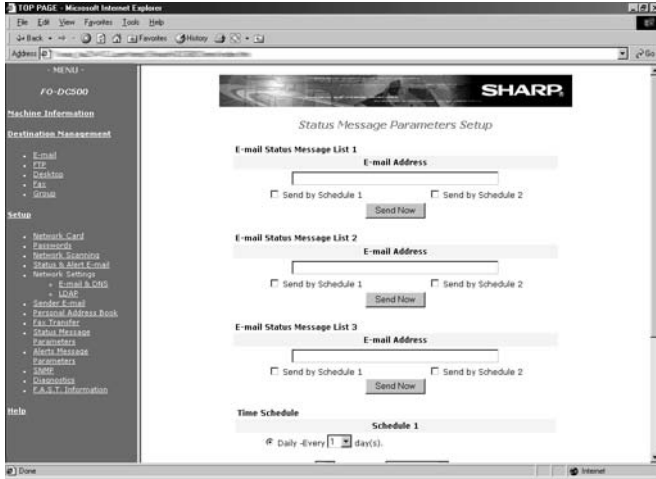 TOP PAGE - Microsoft Internet Explorer
File Edit View Favorites Tools Help
Back Favorites History
Address Go
- MENU -
FO-DC500
Machine Information
Destination Management
E-mail
FTP
Desktop
Fax
Group
Setup
Network Card
Passwords
Network Scanning
Status & Alert E-mail
Network Settings
E-mail & DNS
LDAP
Sender E-mail
Personal Address Book
Fax Transfer
Status Message
Parameters
Alerts Message
Parameters
SNMP
Diagnostics
F.A.S.T. Information
Help
SHARP
Status Message Parameters Setup
E-mail Status Message List 1
E-mail Address
Send by Schedule 1 Send by Schedule 2
Send Now
E-mail Status Message List 2
E-mail Address
Send by Schedule 1 Send by Schedule 2
Send Now
E-mail Status Message List 3
E-mail Address
Send by Schedule 1 Send by Schedule 2
Send Now
Time Schedule
Schedule 1
Daily -Every 1 day(s).
Done Internet